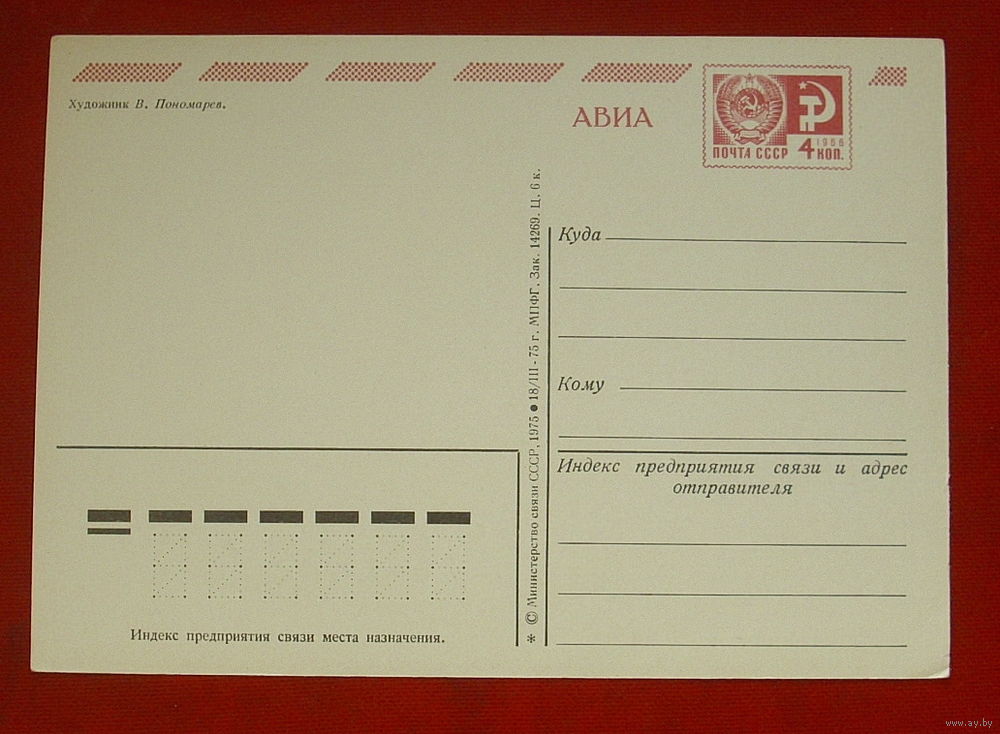 Художник В. Пономарев.
АВИА
1966
ПОЧТА СССР 4 КОП.
Куда
Кому
Индекс предприятия связи и адрес
отправителя
* © Министерство связи СССР, 1975 ● 18/III - 75 г. МПФГ. Зак. 14269. Ц. 6 к.
Индекс предприятия связи места назначения.
www.ay.by